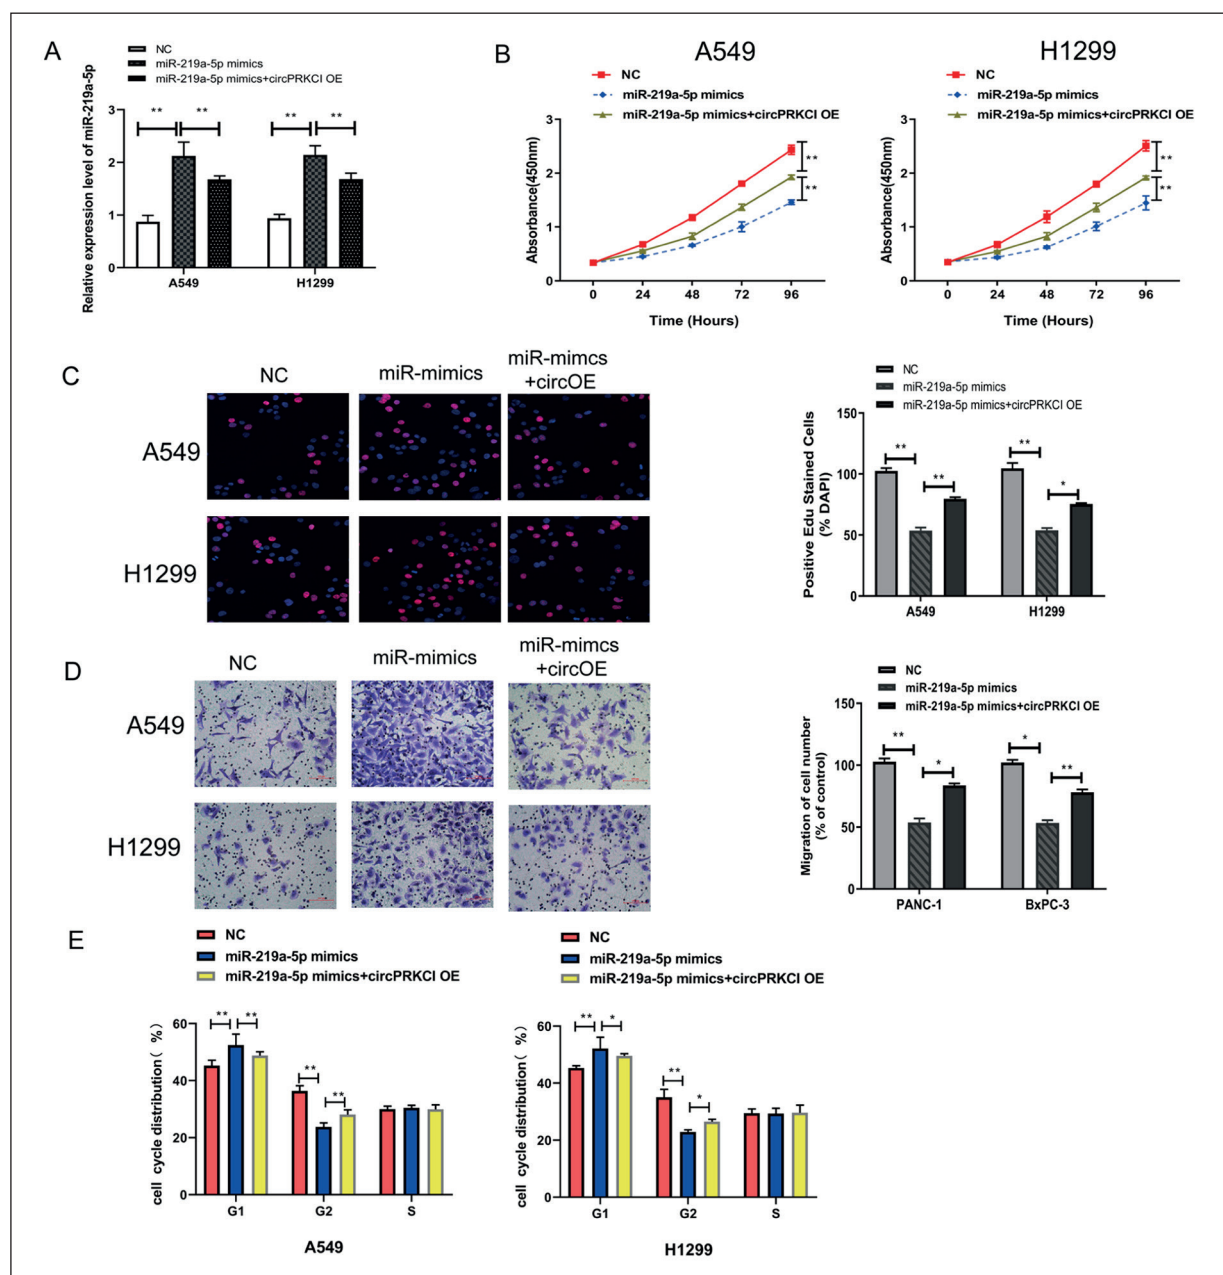 A
NC
miR-219a-5p mimics
miR-219a-5p mimics+circPRKCI OE
Relative expression level of miR-219a-5p
3
2
1
0
** ** ** **
A549 H1299
B
A549
NC
miR-219a-5p mimics
miR-219a-5p mimics+circPRKCI OE
Absorbance(450nm)
3
2
1
0
**
**
0 24 48 72 96
Time (Hours)
H1299
NC
miR-219a-5p mimics
miR-219a-5p mimics+circPRKCI OE
Absorbance(450nm)
3
2
1
0
**
**
0 24 48 72 96
Time (Hours)
C
NC
miR-mimics
miR-mimcs
+circOE
A549
H1299
NC
miR-219a-5p mimics
miR-219a-5p mimics+circPRKCI OE
Positive Edu Stained Cells
(% DAPI)
150
100
50
0
** ** ** *
A549 H1299
D
NC
miR-mimics
miR-mimcs
+circOE
A549
H1299
NC
miR-219a-5p mimics
miR-219a-5p mimics+circPRKCI OE
Migration of cell number
(% of control)
150
100
50
0
** * * **
PANC-1 BxPC-3
E
NC
miR-219a-5p mimics
miR-219a-5p mimics+circPRKCI OE
cell cycle distribution( %)
60
40
20
0
** ** ** **
G1 G2 S
A549
NC
miR-219a-5p mimics
miR-219a-5p mimics+circPRKCI OE
cell cycle distribution( %)
60
40
20
0
** * ** *
G1 G2 S
H1299